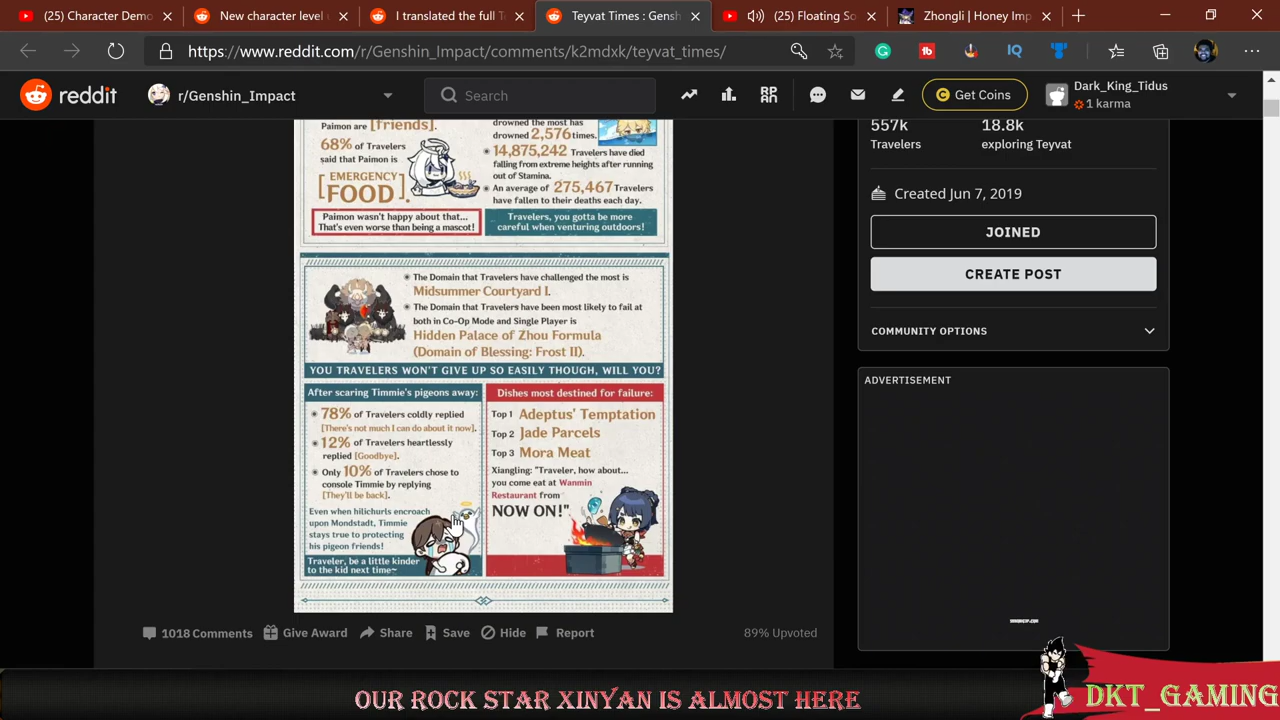 (25) Character Demo
New character level
I translated the full T
Teyvat Times : Gensh
(25) Floating So
Zhongli | Honey Imp
https://www.reddit.com/r/Genshin_Impact/comments/k2mdxk/teyvat_times/
reddit
r/Genshin_Impact
Search
Get Coins
Dark_King_Tidus
1 karma
Paimon are [friends].
68% of Travelers
said that Paimon is
[EMERGENCY
FOOD].
Paimon wasn't happy about that...
That's even worse than being a mascot!
drowned the most has
drowned 2,576 times.
14,875,242 Travelers have died
falling from extreme heights after running
out of Stamina.
An average of 275,467 Travelers
have fallen to their deaths each day.
Travelers, you gotta be more
careful when venturing outdoors!
The Domain that Travelers have challenged the most is
Midsummer Courtyard I.
The Domain that Travelers have been most likely to fail at
both in Co-Op Mode and Single Player is
Hidden Palace of Zhou Formula
(Domain of Blessing: Frost II).
YOU TRAVELERS WON'T GIVE UP SO EASILY THOUGH, WILL YOU?
After scaring Timmie's pigeons away:
78% of Travelers coldly replied
[There's not much I can do about it now].
12% of Travelers heartlessly
replied [Goodbye].
Only 10% of Travelers chose to
console Timmie by replying
[They'll be back].
Even when hilichurls encroach
upon Mondstadt, Timmie
stays true to protecting
his pigeon friends!
Traveler, be a little kinder
to the kid next time~
Dishes most destined for failure:
Top 1 Adeptus' Temptation
Top 2 Jade Parcels
Top 3 Mora Meat
Xiangling: "Traveler, how about...
you come eat at Wanmin
Restaurant from
NOW ON!"
1018 Comments
Give Award
Share
Save
Hide
Report
89% Upvoted
557k
Travelers
18.8k
exploring Teyvat
Created Jun 7, 2019
JOINED
CREATE POST
COMMUNITY OPTIONS
ADVERTISEMENT
OUR ROCK STAR XINYAN IS ALMOST HERE
DKT_GAMING